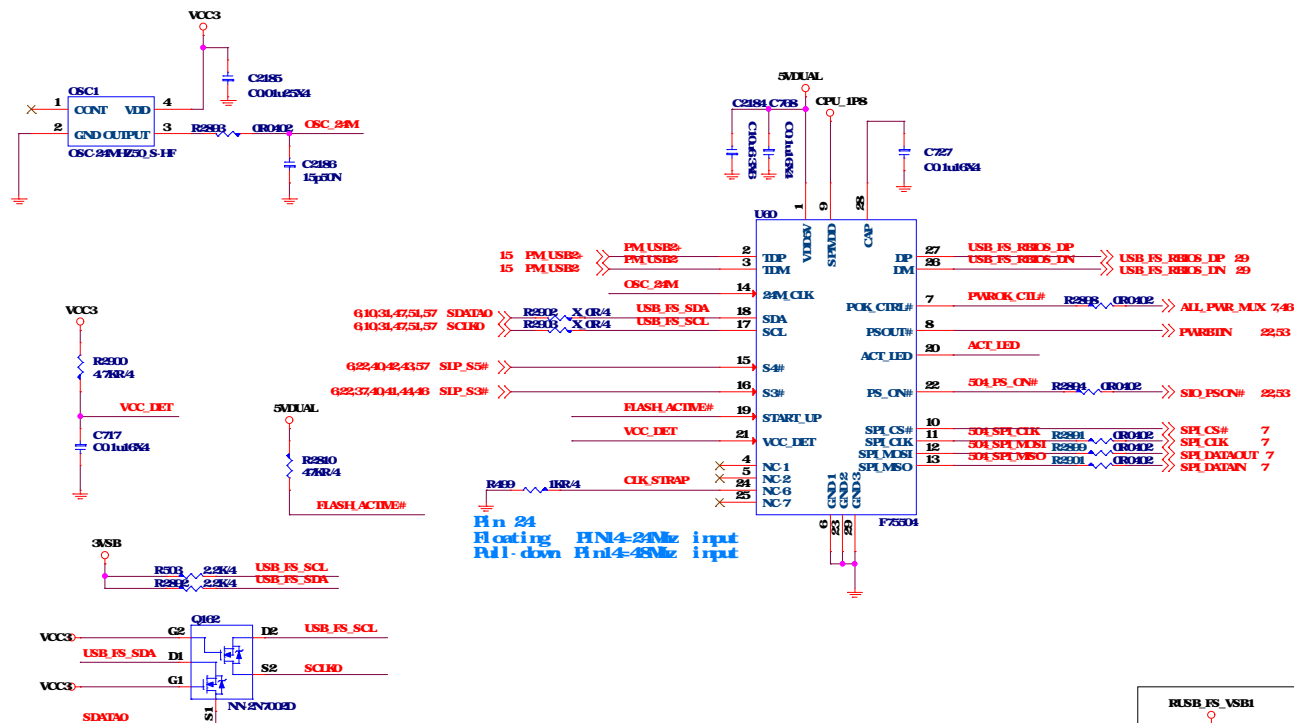 VCC3
C2185
C0.01u25X4
OSC1
1 CONT VDD 4
2 GND OUTPUT 3
OSC-24MHZ50_S-HF
R2893 0R0402 OSC_24M
C2186
15p50N
5VDUAL
C2184 C768
CPU_1P8
C727
C0.1u16X4
1 9 28
U60
VDD5V SPIVDD CAP
15 PM_USB2+ PM_USB2+ 2 TDP
15 PM_USB2- PM_USB2- 3 TDM
OSC_24M 14 24M_CLK
6,10,31,47,51,57 SDATA0 R2902 X_0R/4 USB_FS_SDA 18 SDA
6,10,31,47,51,57 SCLK0 R2903 X_0R/4 USB_FS_SCL 17 SCL
6,22,40,42,43,57 SLP_S5# 15 S4#
6,22,37,40,41,44,46 SLP_S3# 16 S3#
FLASH_ACTIVE# 19 START_UP
VCC_DET 21 VCC_DET
4 NC-1
5 NC-2
R499 1KR/4 CLK_STRAP 24 NC-6
25 NC-7
DP 27 USB_FS_RBIOS_DP USB_FS_RBIOS_DP 29
DM 26 USB_FS_RBIOS_DN USB_FS_RBIOS_DN 29
POK_CTRL# 7 PWROK_CTL# R2898 0R0402 ALL_PWR_MUX 7,46
PSOUT# 8 PWRBTIN 22,53
ACT_LED 20 ACT_LED
PS_ON# 22 504_PS_ON# R2894 0R0402 SIO_PSON# 22,53
SPI_CS# 10 SPI_CS# 7
SPI_CLK 11 504_SPI_CLK R2891 0R0402 SPI_CLK 7
SPI_MOSI 12 504_SPI_MOSI R2899 0R0402 SPI_DATAOUT 7
SPI_MISO 13 504_SPI_MISO R2901 0R0402 SPI_DATAIN 7
GND1 GND2 GND3
6 23 29
F75504
Pin 24
Floating PIN14=24Mhz input
Pull-down Pin14=48Mhz input
VCC3
R2900
4.7KR/4
VCC_DET
C717
C0.1u16X4
5VDUAL
R2810
4.7KR/4
FLASH_ACTIVE#
3VSB
R503 2.2K/4 USB_FS_SCL
R2892 2.2K/4 USB_FS_SDA
Q162
VCC3 G2 D2 USB_FS_SCL
USB_FS_SDA D1
S2 SCLK0
VCC3 G1
NN-2N7002D
SDATA0 S1
RUSB_FS_VSB1